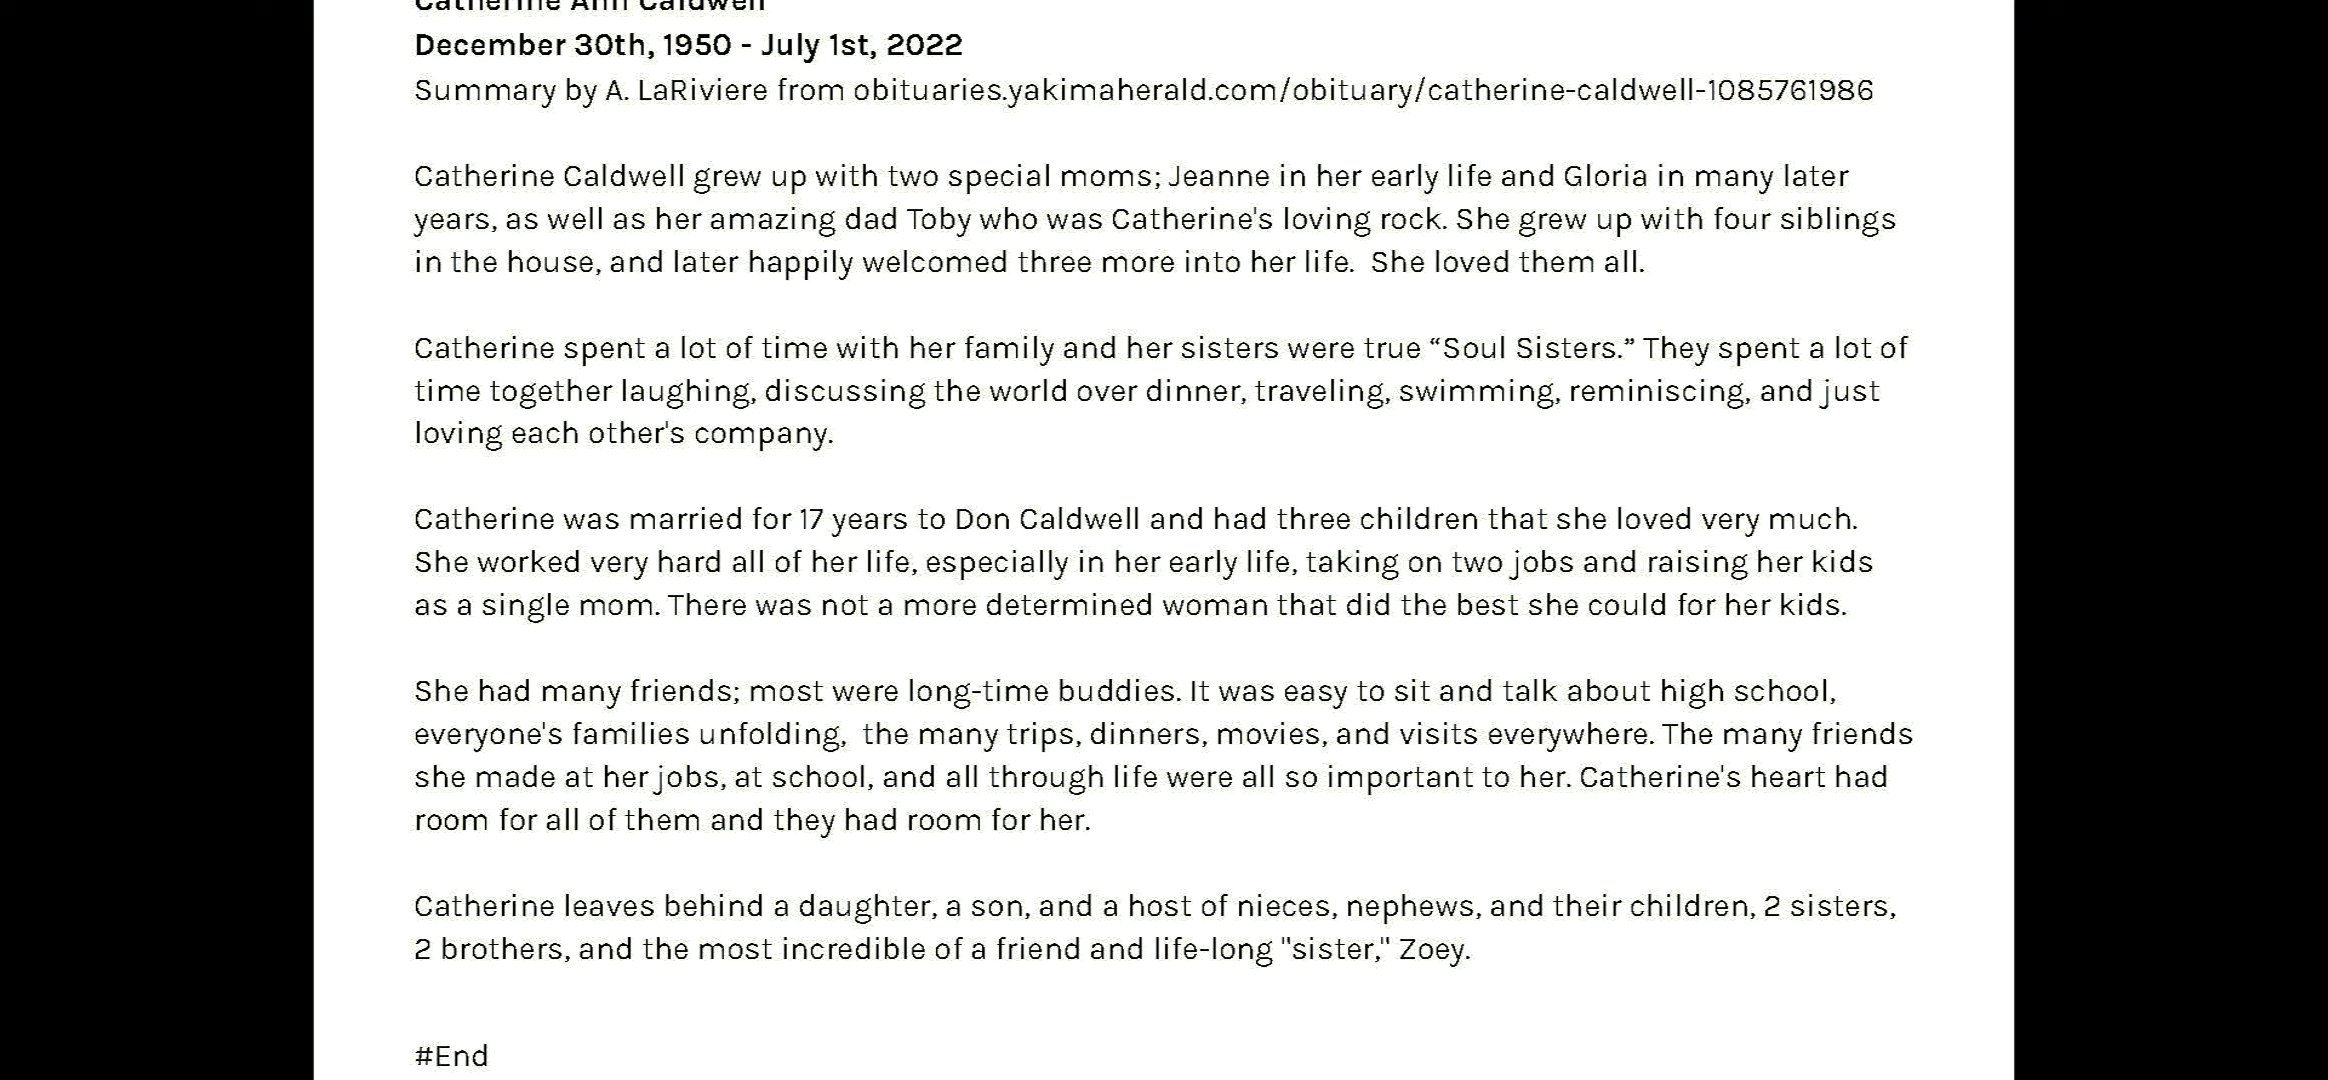 Catherine Ann Caldwell
December 30th, 1950 - July 1st, 2022
Summary by A. LaRiviere from obituaries.yakimaherald.com/obituary/catherine-caldwell-1085761986
Catherine Caldwell grew up with two special moms; Jeanne in her early life and Gloria in many later
years, as well as her amazing dad Toby who was Catherine's loving rock. She grew up with four siblings
in the house, and later happily welcomed three more into her life.  She loved them all.
Catherine spent a lot of time with her family and her sisters were true “Soul Sisters.” They spent a lot of
time together laughing, discussing the world over dinner, traveling, swimming, reminiscing, and just
loving each other's company.
Catherine was married for 17 years to Don Caldwell and had three children that she loved very much.
She worked very hard all of her life, especially in her early life, taking on two jobs and raising her kids
as a single mom. There was not a more determined woman that did the best she could for her kids.
She had many friends; most were long-time buddies. It was easy to sit and talk about high school,
everyone's families unfolding,  the many trips, dinners, movies, and visits everywhere. The many friends
she made at her jobs, at school, and all through life were all so important to her. Catherine's heart had
room for all of them and they had room for her.
Catherine leaves behind a daughter, a son, and a host of nieces, nephews, and their children, 2 sisters,
2 brothers, and the most incredible of a friend and life-long "sister," Zoey.
#End